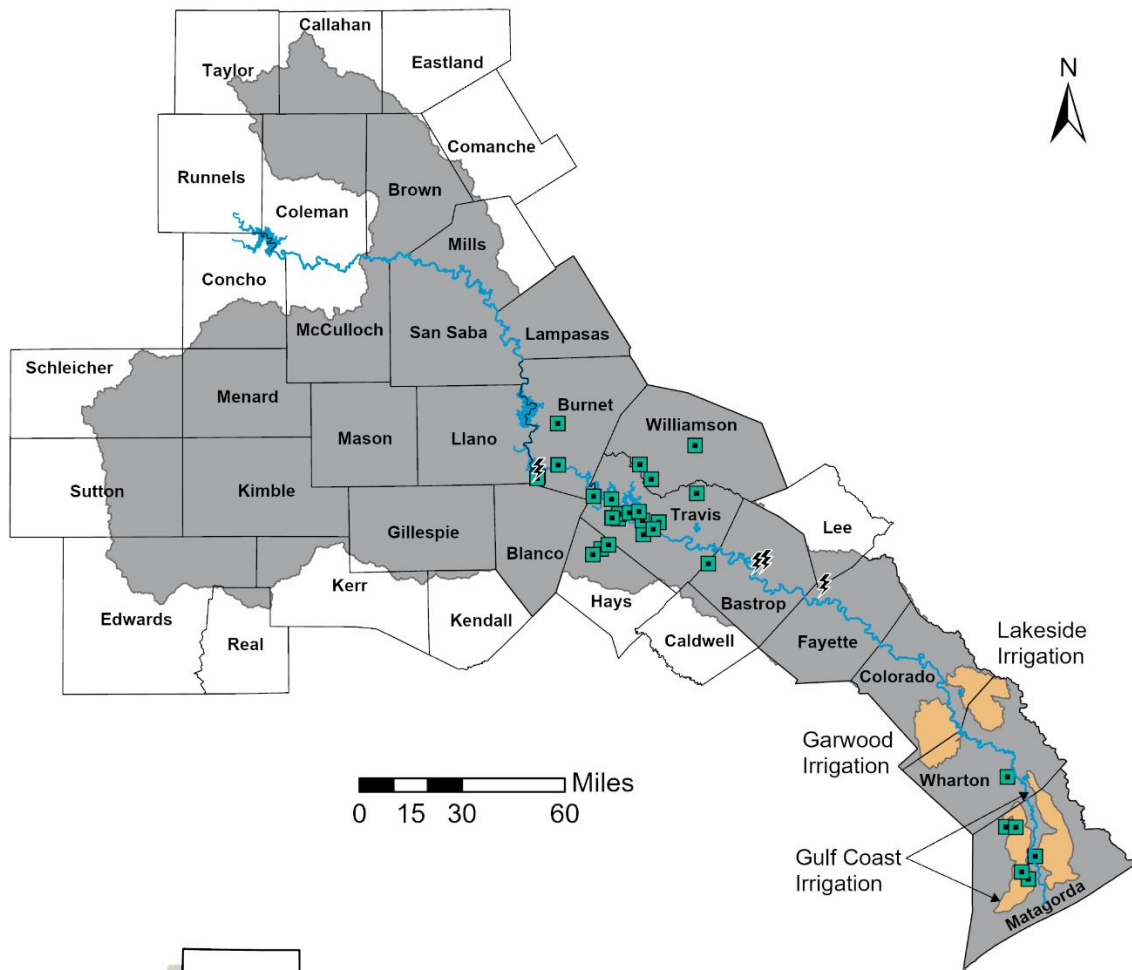 Callahan
Taylor
Eastland
N
Comanche
Runnels
Brown
Coleman
Mills
Concho
McCulloch
San Saba
Lampasas
Schleicher
Menard
Burnet
Williamson
Mason
Llano
Sutton
Kimble
Travis
Lee
Gillespie
Blanco
Kerr
Bastrop
Hays
Edwards
Real
Kendall
Caldwell
Fayette
Lakeside
Irrigation
Colorado
Garwood
Irrigation
Wharton
Miles
0 15 30 60
Gulf Coast
Irrigation
Matagorda